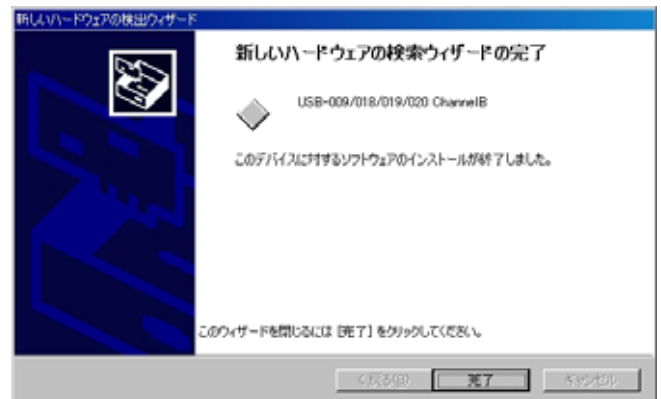 新しいハードウェアの検出ウィザード
新しいハードウェアの検索ウィザードの完了
USB-009/018/019/020 ChannelB
このデバイスに対するソフトウェアのインストールが終了しました。
このウィザードを閉じるには [完了] をクリックしてください。
< 戻る(B)
完了
キャンセル